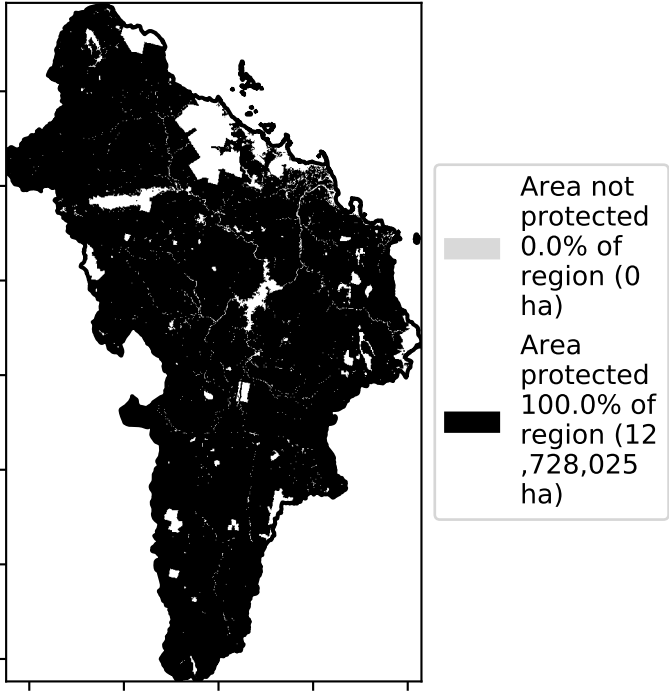 Area not
protected
0.0% of
region (0
ha)
Area
protected
100.0% of
region (12
,728,025
ha)